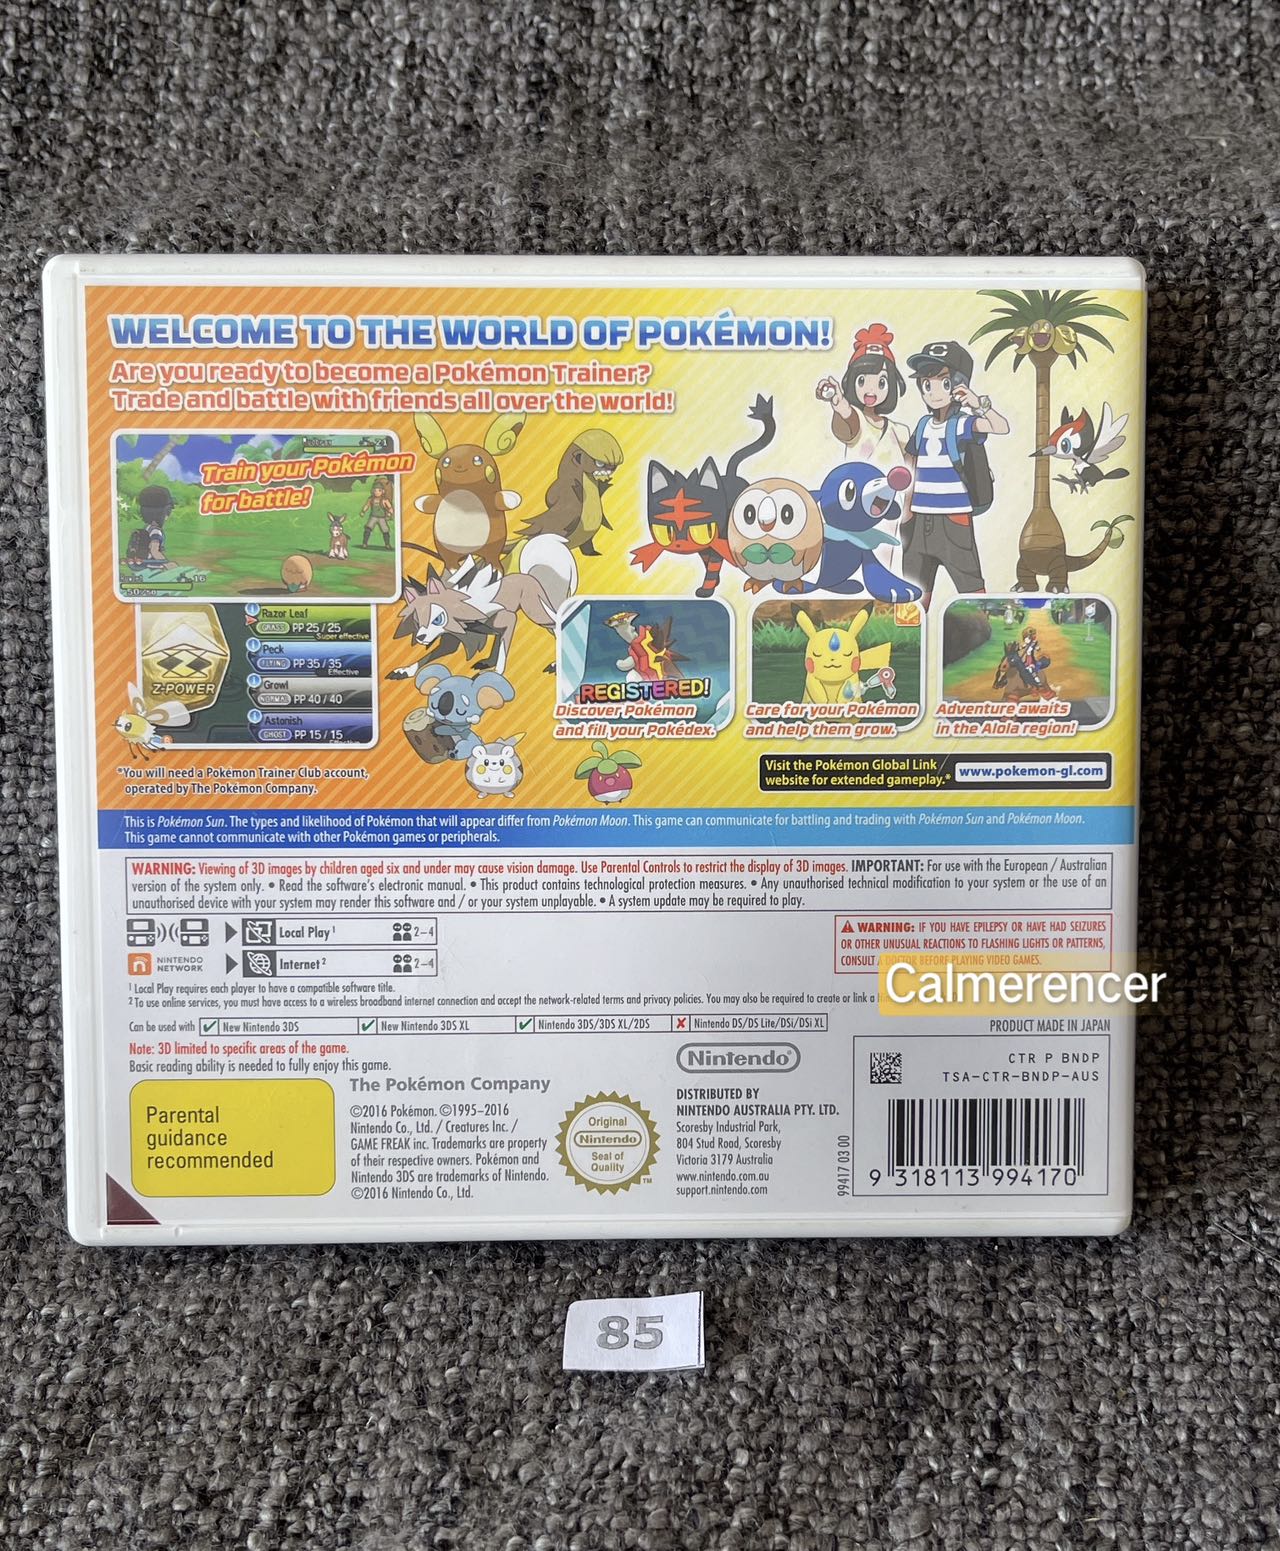 WELCOME TO THE WORLD OF POKÉMON!
Are you ready to become a Pokémon Trainer?
Trade and battle with friends all over the world!
Train your Pokémon
for battle!
21
16
50/50
Z-POWER
Razor Leaf
GRASS PP 25/25
Super effective
Peck
FLYING PP 35/35
Effective
Growl
NORMAL PP 40/40
Astonish
GHOST PP 15/15
Effective
REGISTERED!
Discover Pokémon
and fill your Pokédex.
Care for your Pokémon
and help them grow.
Adventure awaits
in the Alola region!
*You will need a Pokémon Trainer Club account,
operated by The Pokémon Company.
Visit the Pokémon Global Link
website for extended gameplay.*
www.pokemon-gl.com
This is Pokémon Sun. The types and likelihood of Pokémon that will appear differ from Pokémon Moon. This game can communicate for battling and trading with Pokémon Sun and Pokémon Moon.
This game cannot communicate with other Pokémon games or peripherals.
WARNING: Viewing of 3D images by children aged six and under may cause vision damage. Use Parental Controls to restrict the display of 3D images. IMPORTANT: For use with the European / Australian
version of the system only. • Read the software's electronic manual. • This product contains technological protection measures. • Any unauthorised technical modification to your system or the use of an
unauthorised device with your system may render this software and / or your system unplayable. • A system update may be required to play.
Local Play¹ 2–4
NINTENDO
NETWORK
Internet² 2–4
WARNING: IF YOU HAVE EPILEPSY OR HAVE HAD SEIZURES
OR OTHER UNUSUAL REACTIONS TO FLASHING LIGHTS OR PATTERNS,
CONSULT A DOCTOR BEFORE PLAYING VIDEO GAMES.
Calmerencer
¹ Local Play requires each player to have a compatible software title.
² To use online services, you must have access to a wireless broadband internet connection and accept the network-related terms and privacy policies. You may also be required to create or link a
Can be used with ✓ New Nintendo 3DS ✓ New Nintendo 3DS XL ✓ Nintendo 3DS/3DS XL/2DS ✗ Nintendo DS/DS Lite/DSi/DSi XL
PRODUCT MADE IN JAPAN
Note: 3D limited to specific areas of the game.
Basic reading ability is needed to fully enjoy this game.
Parental
guidance
recommended
The Pokémon Company
©2016 Pokémon. ©1995–2016
Nintendo Co., Ltd. / Creatures Inc. /
GAME FREAK inc. Trademarks are property
of their respective owners. Pokémon and
Nintendo 3DS are trademarks of Nintendo.
©2016 Nintendo Co., Ltd.
Original
Nintendo
Seal of
Quality
TM
Nintendo®
DISTRIBUTED BY
NINTENDO AUSTRALIA PTY. LTD.
Scoresby Industrial Park,
804 Stud Road, Scoresby
Victoria 3179 Australia
www.nintendo.com.au
support.nintendo.com
99417 03 00
CTR P BNDP
TSA-CTR-BNDP-AUS
9 318113 994170
85